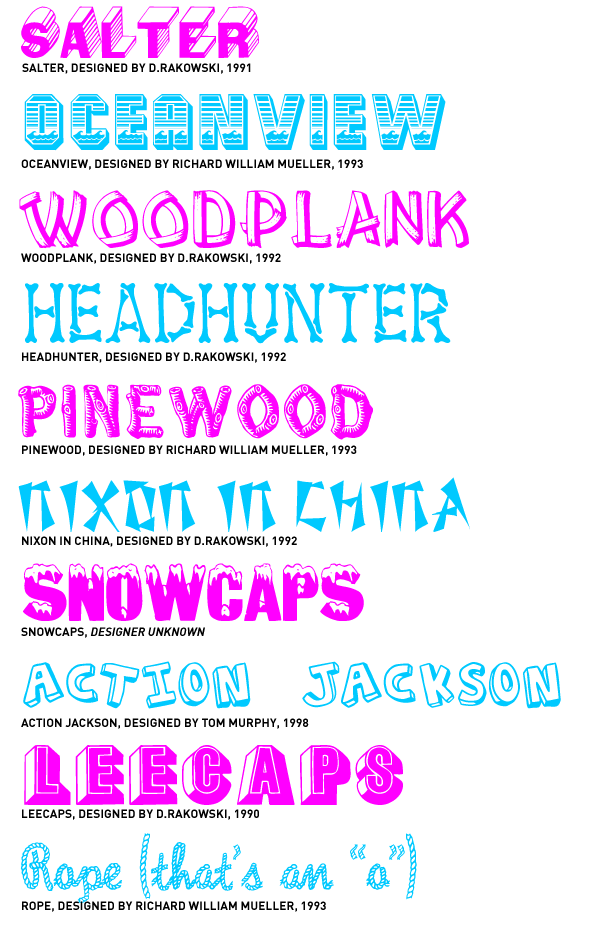 SALTER
SALTER, DESIGNED BY D.RAKOWSKI, 1991
OCEANVIEW
OCEANVIEW, DESIGNED BY RICHARD WILLIAM MUELLER, 1993
WOODPLANK
WOODPLANK, DESIGNED BY D.RAKOWSKI, 1992
HEADHUNTER
HEADHUNTER, DESIGNED BY D.RAKOWSKI, 1992
PINEWOOD
PINEWOOD, DESIGNED BY RICHARD WILLIAM MUELLER, 1993
NIXON IN CHINA
NIXON IN CHINA, DESIGNED BY D.RAKOWSKI, 1992
SNOWCAPS
SNOWCAPS, DESIGNER UNKNOWN
ACTION JACKSON
ACTION JACKSON, DESIGNED BY TOM MURPHY, 1998
LEECAPS
LEECAPS, DESIGNED BY D.RAKOWSKI, 1990
Rope (that's an “o”)
ROPE, DESIGNED BY RICHARD WILLIAM MUELLER, 1993